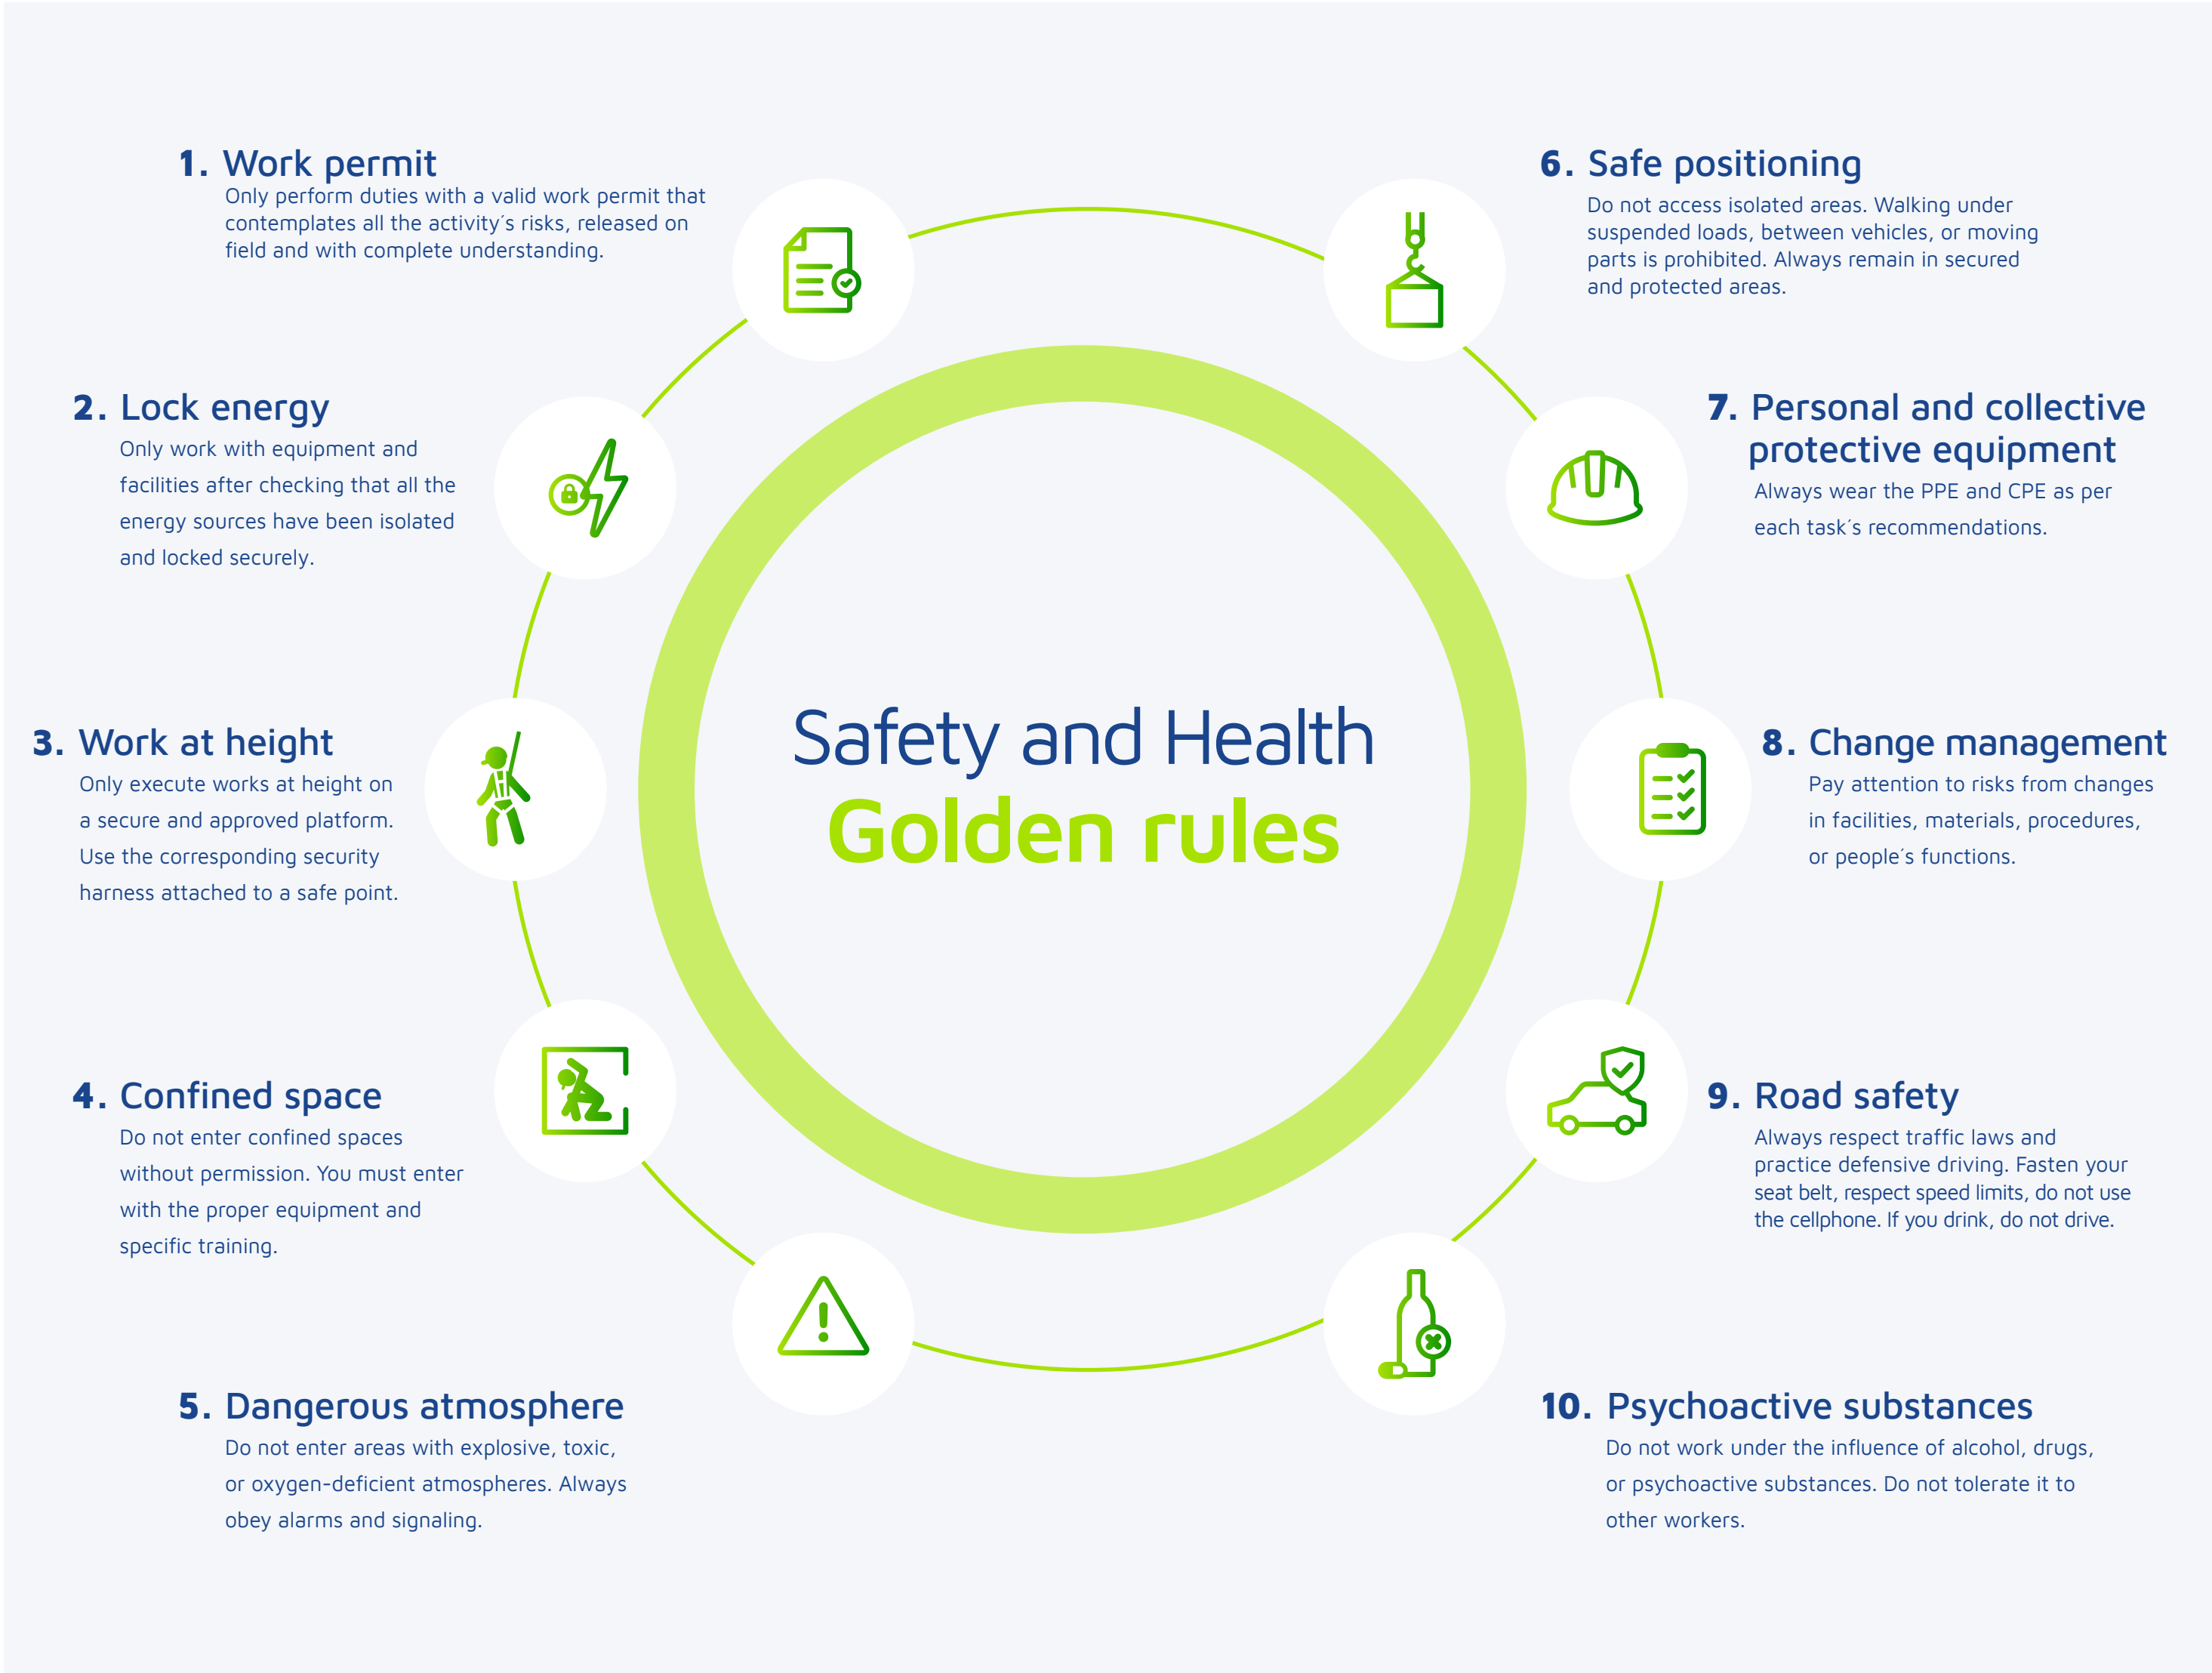 1. Work permit
Only perform duties with a valid work permit that
contemplates all the activity´s risks, released on
field and with complete understanding.
2. Lock energy
Only work with equipment and
facilities after checking that all the
energy sources have been isolated
and locked securely.
3. Work at height
Only execute works at height on
a secure and approved platform.
Use the corresponding security
harness attached to a safe point.
4. Confined space
Do not enter confined spaces
without permission. You must enter
with the proper equipment and
specific training.
5. Dangerous atmosphere
Do not enter areas with explosive, toxic,
or oxygen-deficient atmospheres. Always
obey alarms and signaling.
Safety and Health
Golden rules
6. Safe positioning
Do not access isolated areas. Walking under
suspended loads, between vehicles, or moving
parts is prohibited. Always remain in secured
and protected areas.
7. Personal and collective
protective equipment
Always wear the PPE and CPE as per
each task´s recommendations.
8. Change management
Pay attention to risks from changes
in facilities, materials, procedures,
or people´s functions.
9. Road safety
Always respect traffic laws and
practice defensive driving. Fasten your
seat belt, respect speed limits, do not use
the cellphone. If you drink, do not drive.
10. Psychoactive substances
Do not work under the influence of alcohol, drugs,
or psychoactive substances. Do not tolerate it to
other workers.